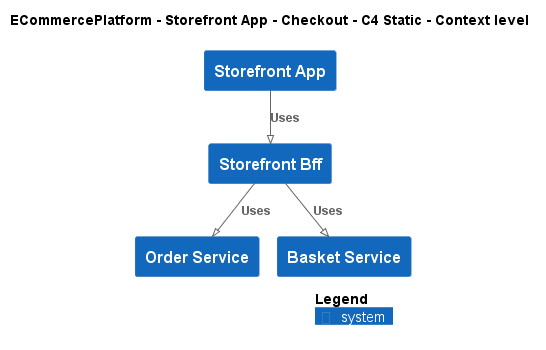 ECommercePlatform - Storefront App - Checkout - C4 Static - Context level
Storefront App
Uses
Storefront Bff
Uses
Uses
Order Service
Basket Service
Legend
system